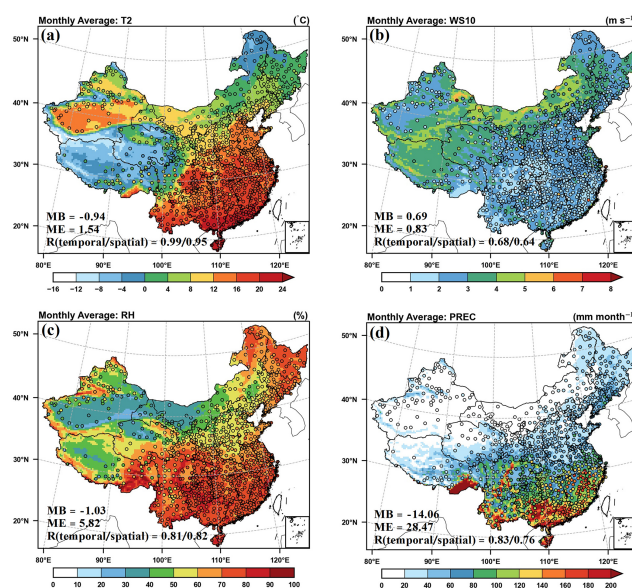 Monthly Average: T2 (°C)
(a)
50°N
40°N
30°N
20°N
MB = -0.94
ME = 1.54
R(temporal/spatial) = 0.99/0.95
80°E 90°E 100°E 110°E 120°E
−16 −12 −8 −4 0 4 8 12 16 20 24
Monthly Average: WS10 (m s⁻¹)
(b)
50°N
40°N
30°N
20°N
MB = 0.69
ME = 0.83
R(temporal/spatial) = 0.68/0.64
80°E 90°E 100°E 110°E 120°E
0 1 2 3 4 5 6 7 8
Monthly Average: RH (%)
(c)
50°N
40°N
30°N
20°N
MB = -1.03
ME = 5.82
R(temporal/spatial) = 0.81/0.82
80°E 90°E 100°E 110°E 120°E
0 10 20 30 40 50 60 70 80 90 100
Monthly Average: PREC (mm month⁻¹)
(d)
50°N
40°N
30°N
20°N
MB = -14.06
ME = 28.47
R(temporal/spatial) = 0.83/0.76
80°E 90°E 100°E 110°E 120°E
0 20 40 60 80 100 120 140 160 180 200